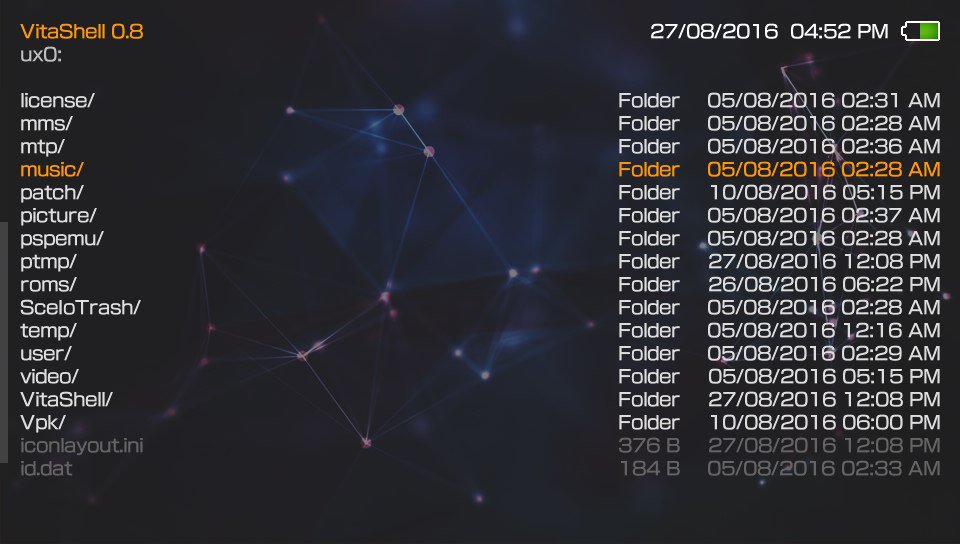 VitaShell 0.8 27/08/2016 04:52 PM
ux0:
license/ Folder 05/08/2016 02:31 AM
mms/ Folder 05/08/2016 02:28 AM
mtp/ Folder 05/08/2016 02:36 AM
music/ Folder 05/08/2016 02:28 AM
patch/ Folder 10/08/2016 05:15 PM
picture/ Folder 05/08/2016 02:37 AM
pspemu/ Folder 05/08/2016 02:28 AM
ptmp/ Folder 27/08/2016 12:08 PM
roms/ Folder 26/08/2016 06:22 PM
SceIoTrash/ Folder 05/08/2016 02:28 AM
temp/ Folder 05/08/2016 12:16 AM
user/ Folder 05/08/2016 02:29 AM
video/ Folder 05/08/2016 05:15 PM
VitaShell/ Folder 27/08/2016 12:08 PM
Vpk/ Folder 10/08/2016 06:00 PM
iconlayout.ini 376 B 27/08/2016 12:08 PM
id.dat 184 B 05/08/2016 02:33 AM